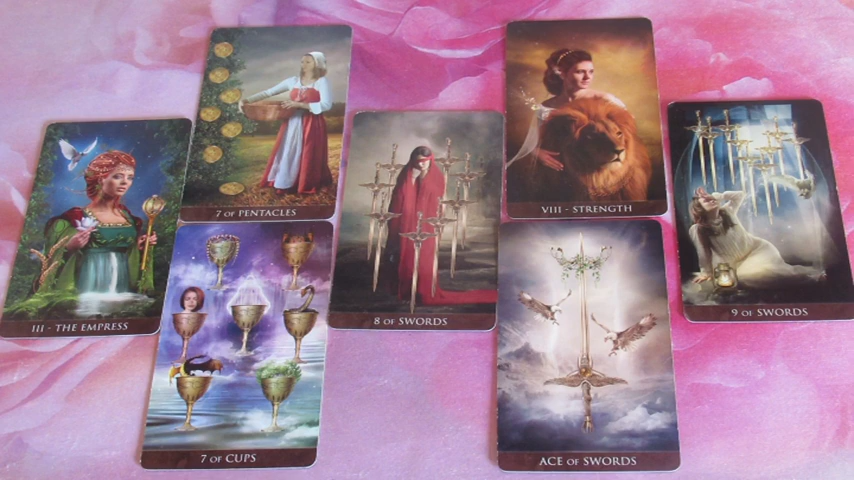 7 OF PENTACLES
VIII - STRENGTH
III - THE EMPRESS
8 OF SWORDS
9 OF SWORDS
7 OF CUPS
ACE OF SWORDS